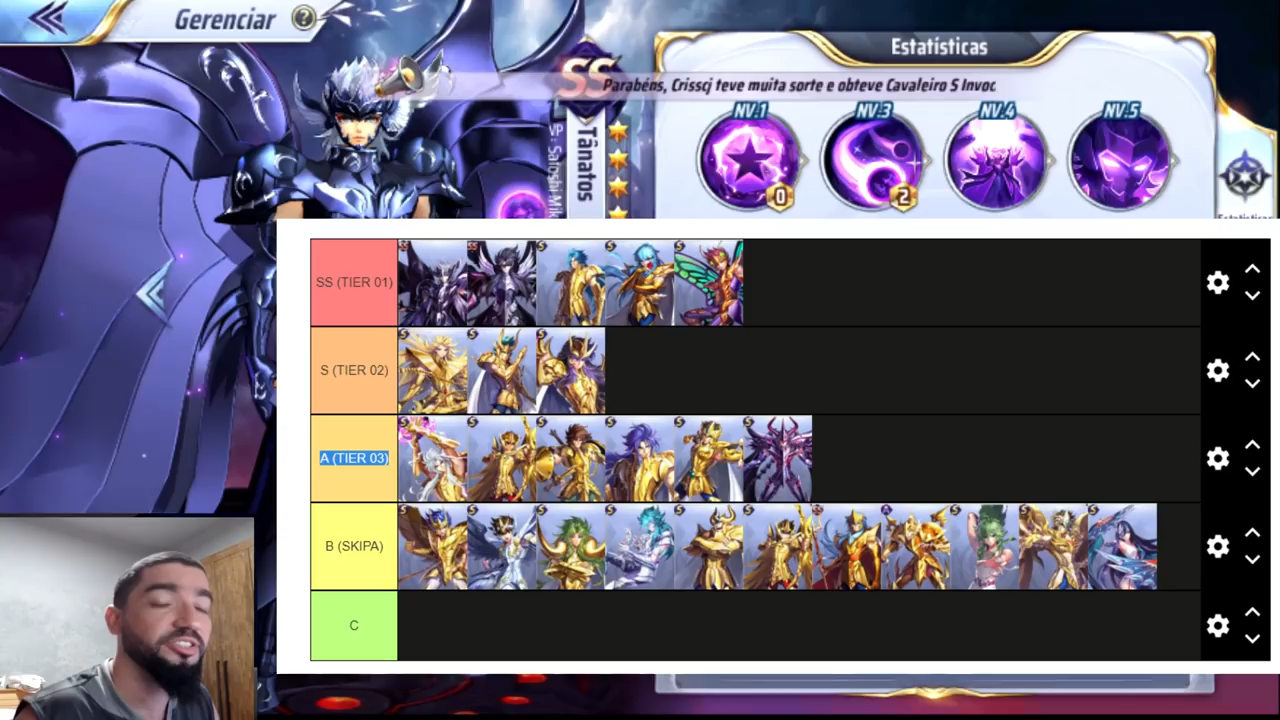 Gerenciar
?
Estatísticas
SS
Parabéns, Crisscj teve muita sorte e obteve Cavaleiro S Invoc
NV.1
NV.3
NV.4
NV.5
0
2
Tânatos
SS (TIER 01)
S (TIER 02)
A (TIER 03)
B (SKIPA)
C